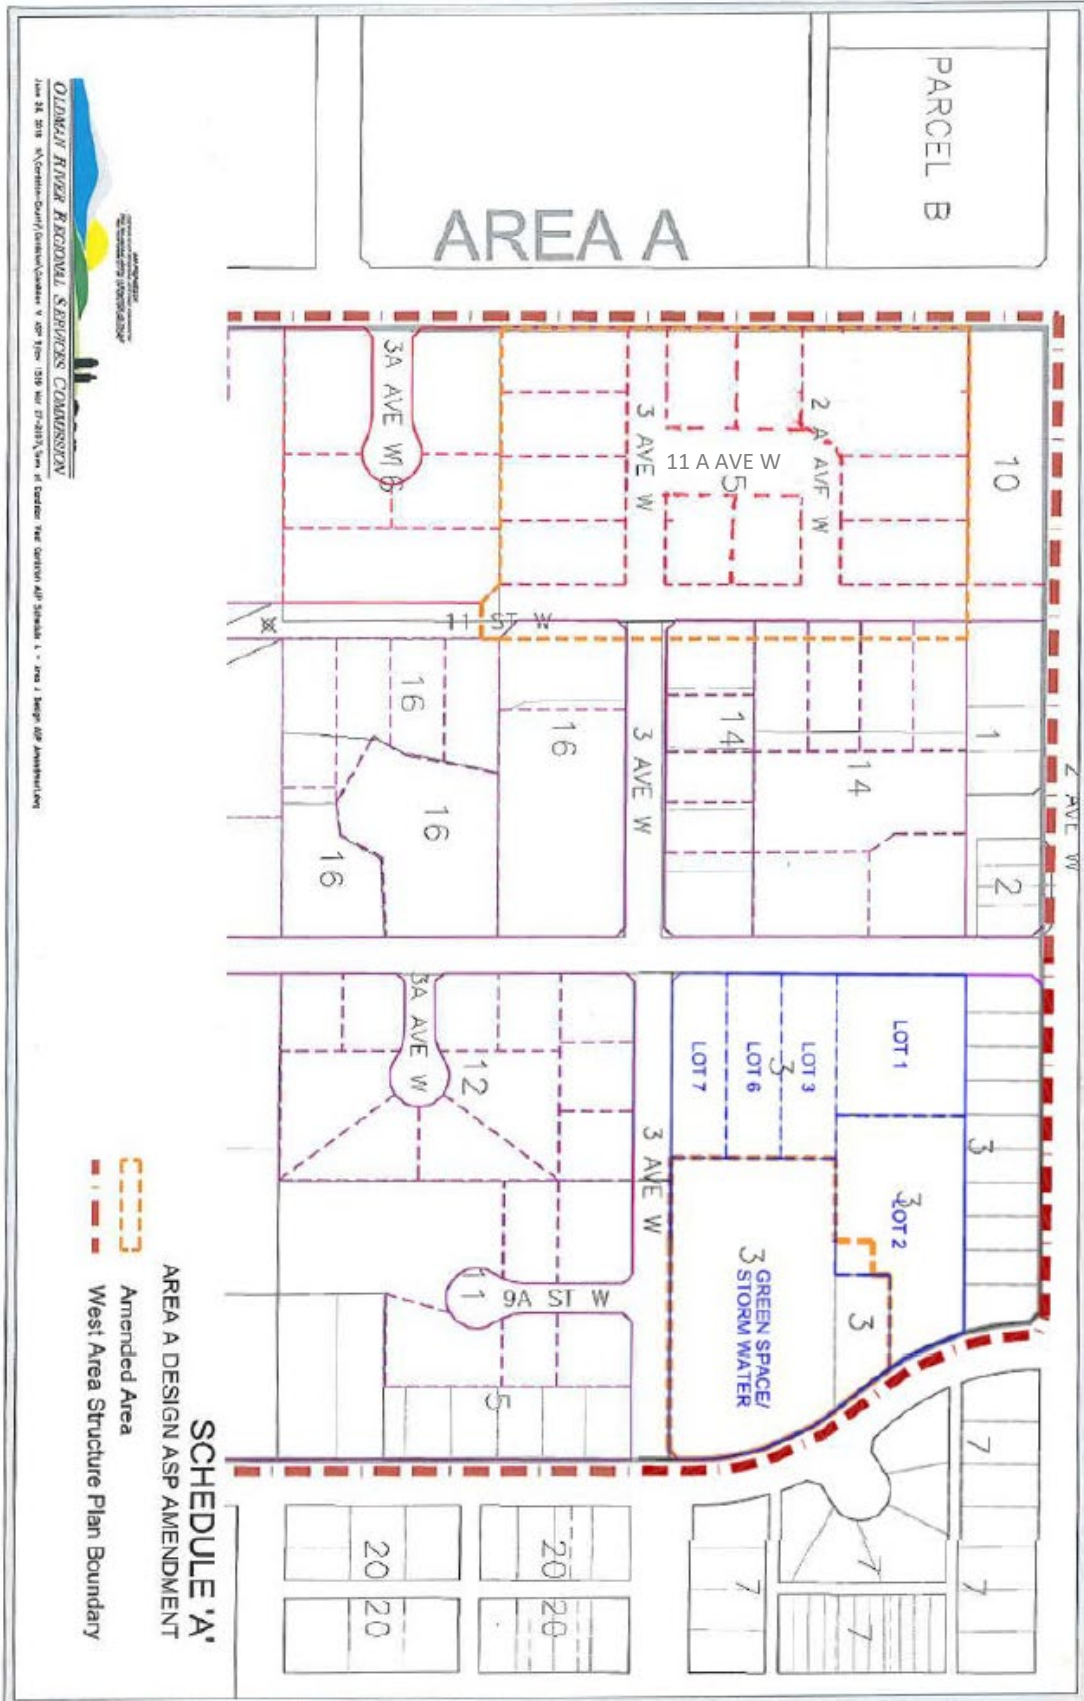 PARCEL B
AREA A
2 AVE W
10
2 A AVE W
11 A AVE W
5
3 AVE W
3A AVE W
6
11 ST W
1
2
14
14
3 AVE W
16
16
16
16
3
LOT 1
LOT 2
3
LOT 3
3
LOT 6
LOT 7
GREEN SPACE/
STORM WATER
3
3
3 AVE W
3A AVE W
12
9A ST W
11
5
7
7
7
7
7
20
20
20
20
SCHEDULE 'A'
AREA A DESIGN ASP AMENDMENT
Amended Area
West Area Structure Plan Boundary
OLDMAN RIVER REGIONAL SERVICES COMMISSION